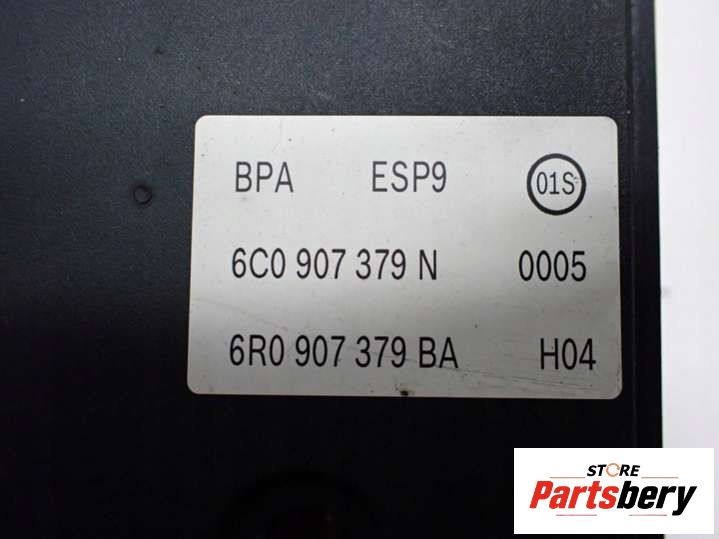 BPA ESP9 01S
6C0 907 379 N 0005
6R0 907 379 BA H04
STORE
Partsbery